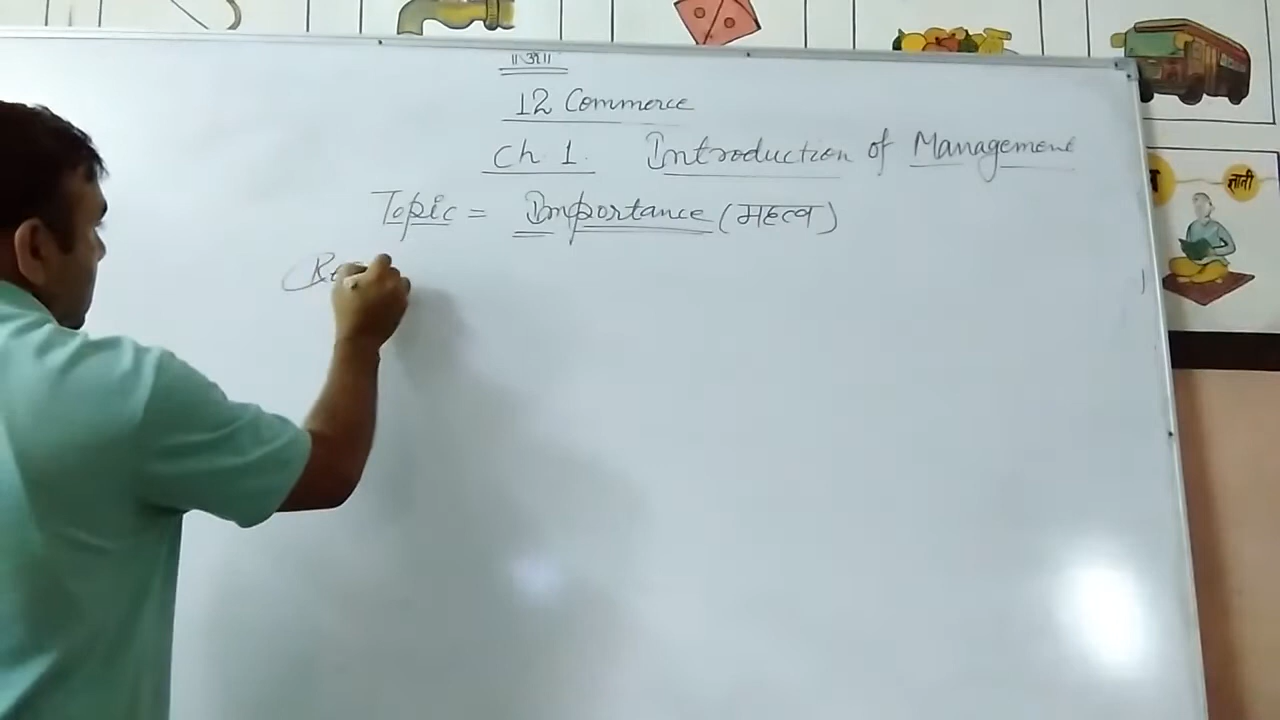 ॥ॐ॥
12 Commerce
Ch 1. Introduction of Management
Topic = Importance (महत्व)
ज्ञानी